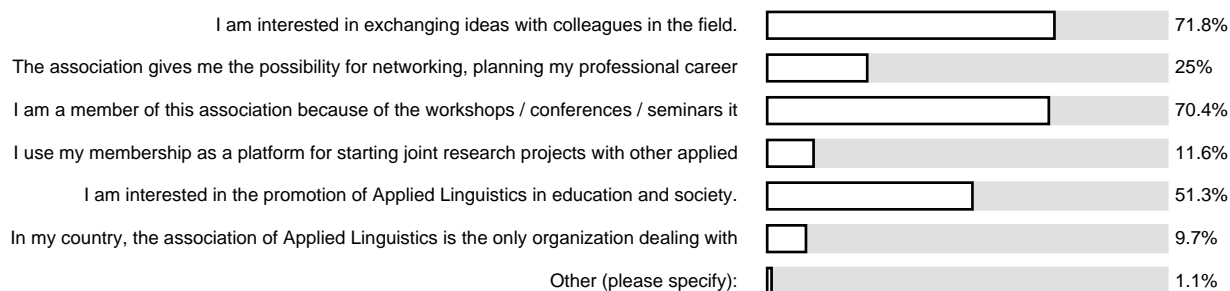 I am interested in exchanging ideas with colleagues in the field. 71.8%
The association gives me the possibility for networking, planning my professional career 25%
I am a member of this association because of the workshops / conferences / seminars it 70.4%
I use my membership as a platform for starting joint research projects with other applied 11.6%
I am interested in the promotion of Applied Linguistics in education and society. 51.3%
In my country, the association of Applied Linguistics is the only organization dealing with 9.7%
Other (please specify): 1.1%